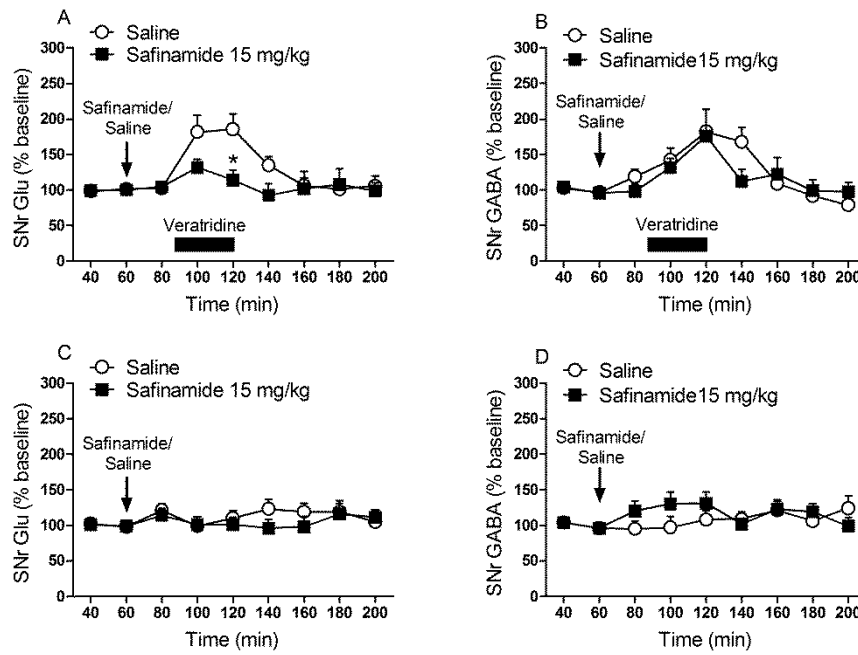 A
Saline
Safinamide 15 mg/kg
SNr Glu (% baseline)
300
250
200
150
100
50
0
Safinamide/
Saline
*
Veratridine
40 60 80 100 120 140 160 180 200
Time (min)
B
Saline
Safinamide15 mg/kg
SNr GABA (% baseline)
300
250
200
150
100
50
0
Safinamide/
Saline
Veratridine
40 60 80 100 120 140 160 180 200
Time (min)
C
Saline
Safinamide 15 mg/kg
SNr Glu (% baseline)
300
250
200
150
100
50
0
Safinamide/
Saline
40 60 80 100 120 140 160 180 200
Time (min)
D
Saline
Safinamide15 mg/kg
SNr GABA (% baseline)
300
250
200
150
100
50
0
Safinamide/
Saline
40 60 80 100 120 140 160 180 200
Time (min)